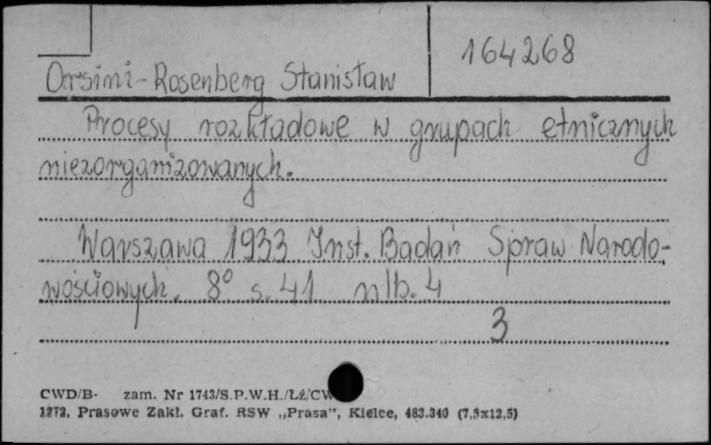 164268
Orsini-Rosenberg Stanisław
Procesy rozkładowe w grupach etnicznych
niezorganizowanych.
Warszawa 1933 Inst. Badań Spraw Narodo-
wościowych. 8° s. 41 nlb. 4
3
CWD/B- zam. Nr 1743/S.P.W.H./Łź/CW
1272. Prasowe Zakł. Graf. RSW „Prasa”, Kielce, 483.340 (7,5x12,5)